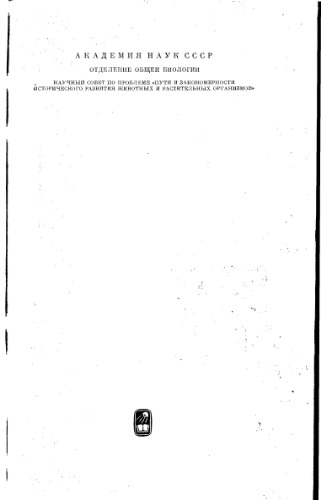 АКАДЕМИЯ НАУК СССР
ОТДЕЛЕНИЕ ОБЩЕЙ БИОЛОГИИ
НАУЧНЫЙ СОВЕТ ПО ПРОБЛЕМЕ «ПУТИ И ЗАКОНОМЕРНОСТИ
ИСТОРИЧЕСКОГО РАЗВИТИЯ ЖИВОТНЫХ И РАСТИТЕЛЬНЫХ ОРГАНИЗМОВ»